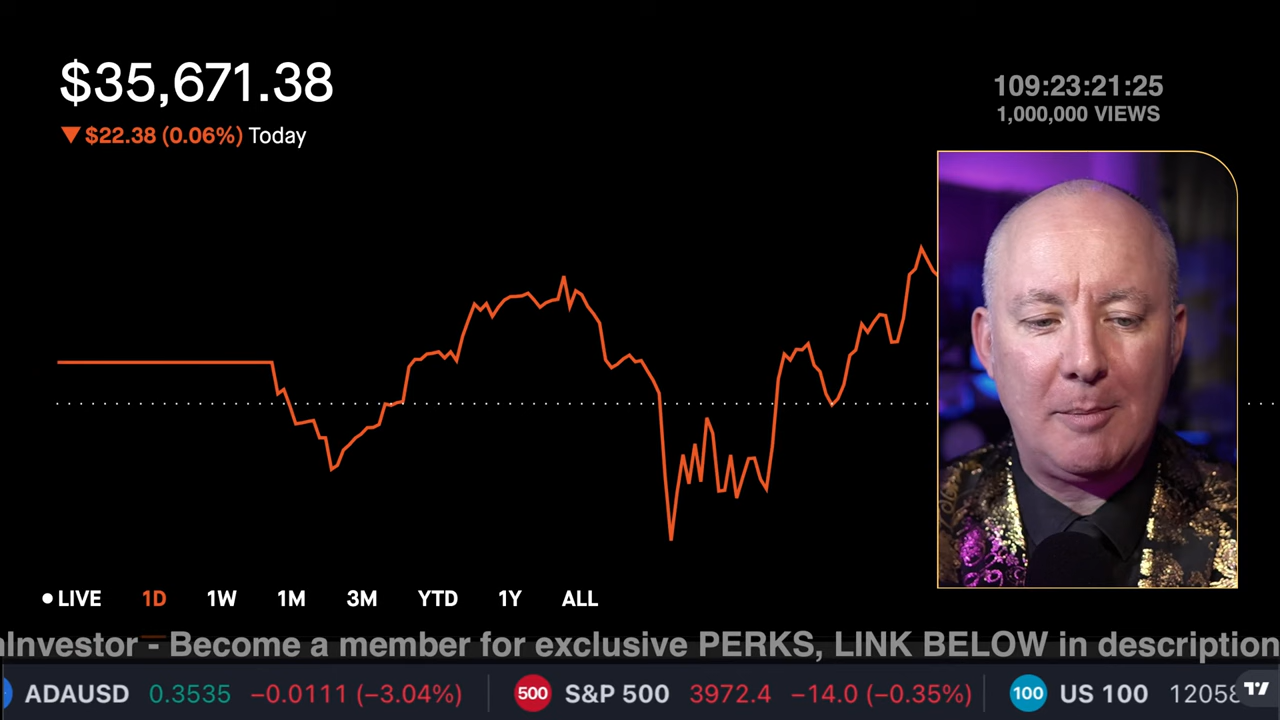 $35,671.38
▼$22.38 (0.06%) Today
109:23:21:25
1,000,000 VIEWS
LIVE 1D 1W 1M 3M YTD 1Y ALL
Investor - Become a member for exclusive PERKS, LINK BELOW in description
ADAUSD 0.3535 −0.0111 (−3.04%) 500 S&P 500 3972.4 −14.0 (−0.35%) 100 US 100 12058